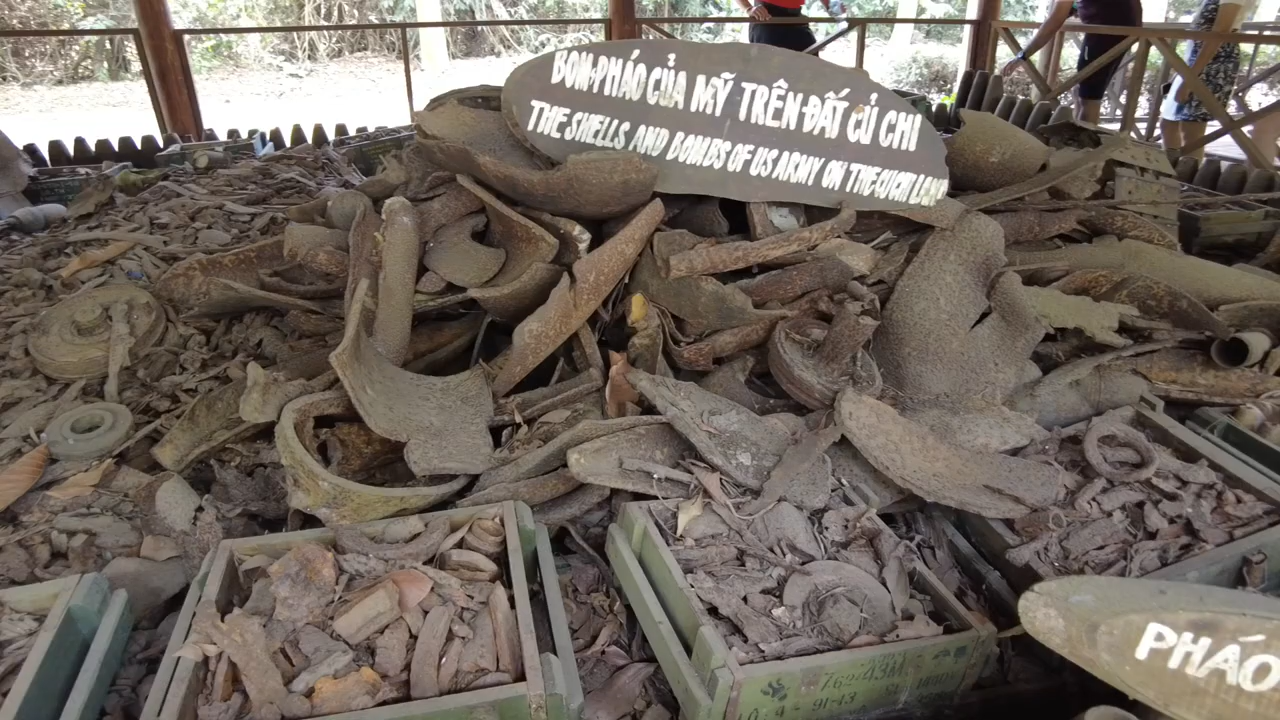 BOM-PHÁO CỦA MỸ TRÊN ĐẤT CỦ CHI
THE SHELLS AND BOMBS OF US ARMY ON THE CUCHI LAND
PHÁO